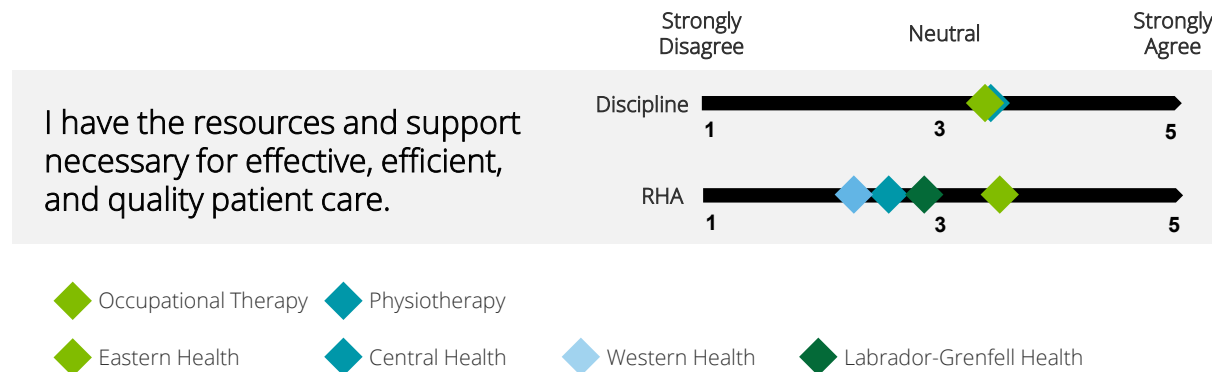 Strongly
Disagree
Neutral
Strongly
Agree
I have the resources and support
necessary for effective, efficient,
and quality patient care.
Discipline
1
3
5
RHA
1
3
5
Occupational Therapy
Physiotherapy
Eastern Health
Central Health
Western Health
Labrador-Grenfell Health